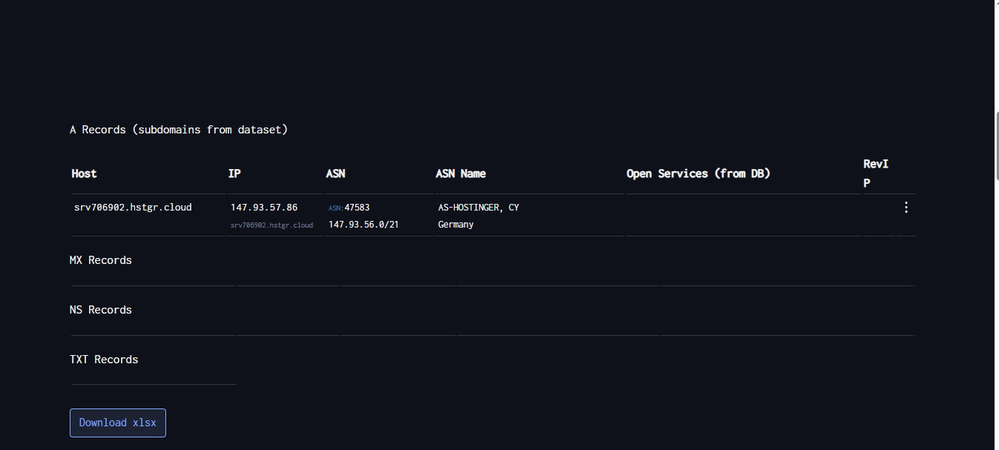 A Records (subdomains from dataset)
Host IP ASN ASN Name Open Services (from DB) RevI
P
srv706902.hstgr.cloud 147.93.57.86 ASN:47583 AS-HOSTINGER, CY
srv706902.hstgr.cloud 147.93.56.0/21 Germany
MX Records
NS Records
TXT Records
Download xlsx